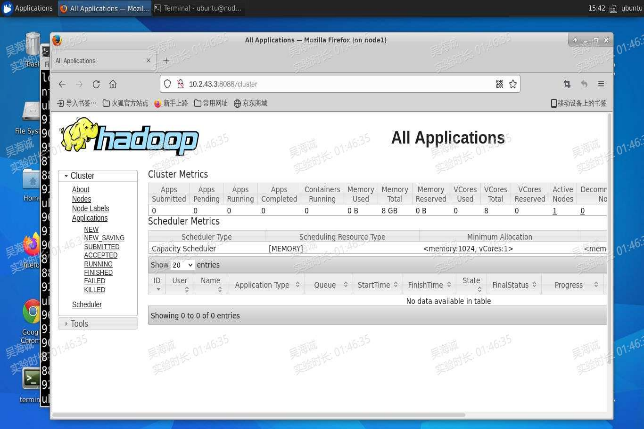 Applications
All Applications — Mozi...
Terminal - ubuntu@nod...
15:42
ubuntu
All Applications — Mozilla Firefox (on node1)
All Applications
10.2.43.3:8088/cluster
导入书签…
火狐官方站点
新手上路
常用网址
京东商城
移动设备上的书签
File Sys
Home
Goog
Chrom
termin
hadoop
All Applications
Cluster
About
Nodes
Node Labels
Applications
NEW
NEW_SAVING
SUBMITTED
ACCEPTED
RUNNING
FINISHED
FAILED
KILLED
Scheduler
Tools
Cluster Metrics
Apps Submitted
Apps Pending
Apps Running
Apps Completed
Containers Running
Memory Used
Memory Total
Memory Reserved
VCores Used
VCores Total
VCores Reserved
Active Nodes
Decomm
0 0 0 0 0 0 B 8 GB 0 B 0 8 0 1 0
Scheduler Metrics
Scheduler Type
Scheduling Resource Type
Minimum Allocation
Capacity Scheduler
[MEMORY]
<memory:1024, vCores:1>
<mem
Show 20 entries
ID
User
Name
Application Type
Queue
StartTime
FinishTime
State
FinalStatus
Progress
No data available in table
Showing 0 to 0 of 0 entries
吴海诚
实验时长: 01:46:35